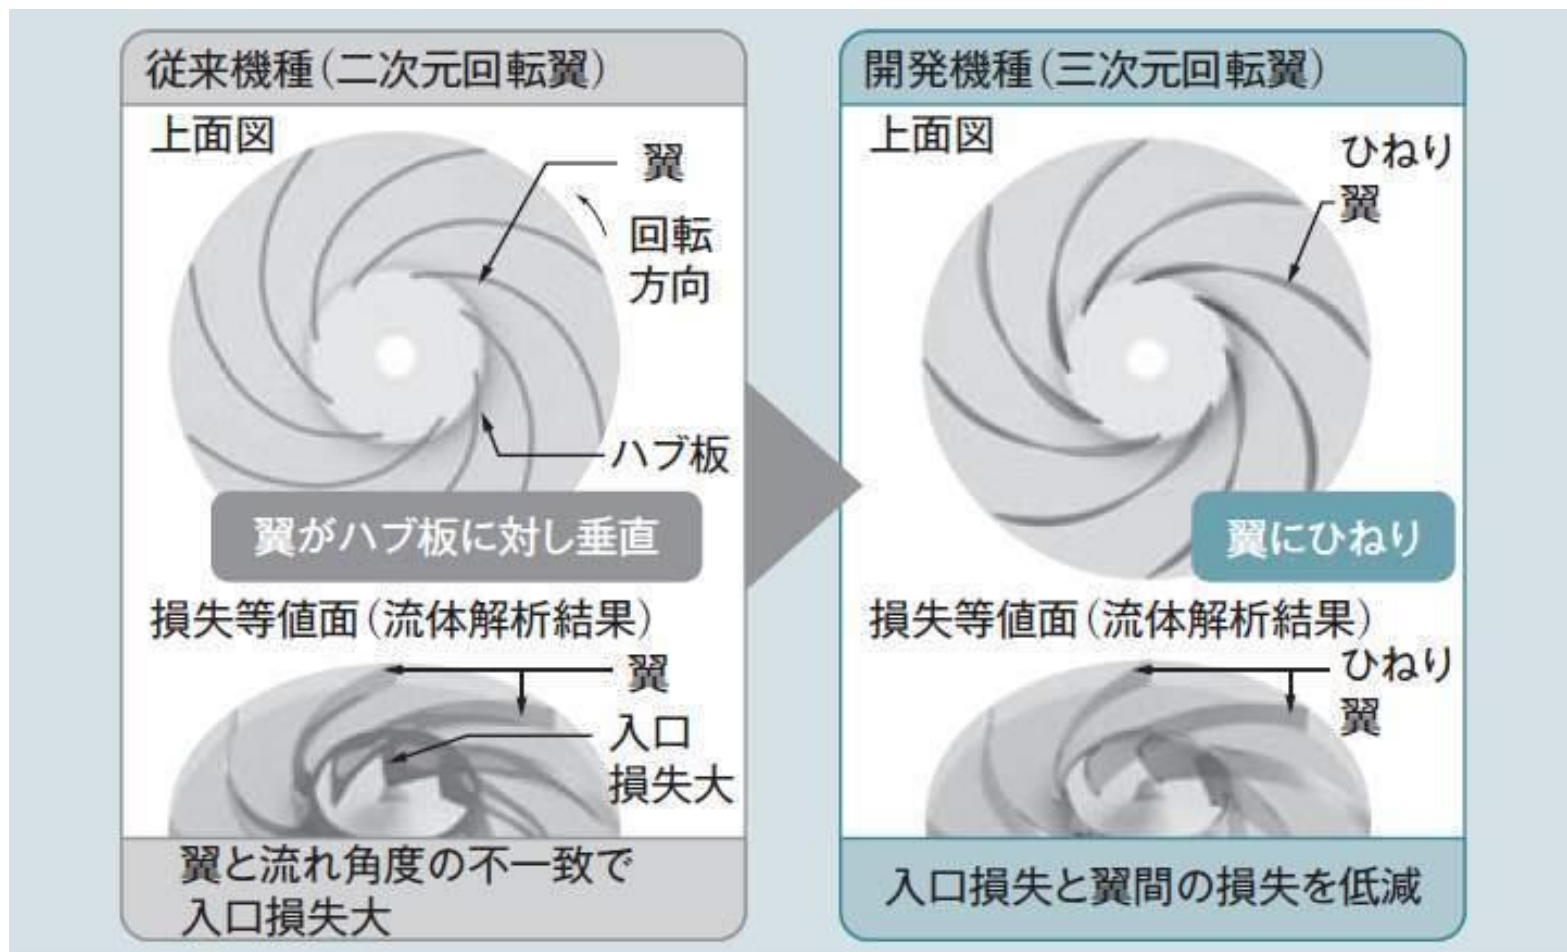 従来機種(二次元回転翼)
上面図
翼
回転
方向
ハブ板
翼がハブ板に対し垂直
損失等値面(流体解析結果)
翼
入口
損失大
翼と流れ角度の不一致で
入口損失大
開発機種(三次元回転翼)
上面図
ひねり
翼
翼にひねり
損失等値面(流体解析結果)
ひねり
翼
入口損失と翼間の損失を低減